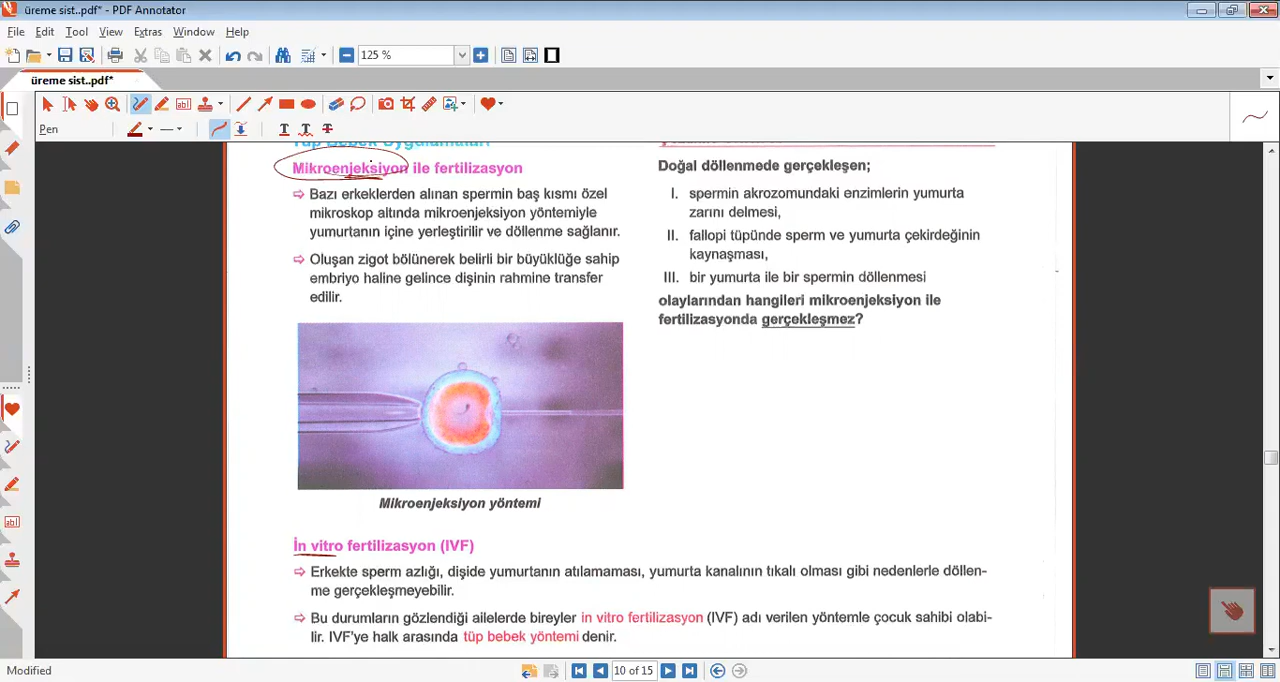 üreme sist..pdf* - PDF Annotator
File Edit Tool View Extras Window Help
125 %
üreme sist..pdf*
Pen
Tüp Bebek Uygulamaları
Mikroenjeksiyon ile fertilizasyon
⇨ Bazı erkeklerden alınan spermin baş kısmı özel
mikroskop altında mikroenjeksiyon yöntemiyle
yumurtanın içine yerleştirilir ve döllenme sağlanır.
⇨ Oluşan zigot bölünerek belirli bir büyüklüğe sahip
embriyo haline gelince dişinin rahmine transfer
edilir.
Mikroenjeksiyon yöntemi
Doğal döllenmede gerçekleşen;
I. spermin akrozomundaki enzimlerin yumurta
zarını delmesi,
II. fallopi tüpünde sperm ve yumurta çekirdeğinin
kaynaşması,
III. bir yumurta ile bir spermin döllenmesi
olaylarından hangileri mikroenjeksiyon ile
fertilizasyonda gerçekleşmez?
İn vitro fertilizasyon (IVF)
⇨ Erkekte sperm azlığı, dişide yumurtanın atılamaması, yumurta kanalının tıkalı olması gibi nedenlerle döllen-
me gerçekleşmeyebilir.
⇨ Bu durumların gözlendiği ailelerde bireyler in vitro fertilizasyon (IVF) adı verilen yöntemle çocuk sahibi olabi-
lir. IVF'ye halk arasında tüp bebek yöntemi denir.
Modified
10 of 15